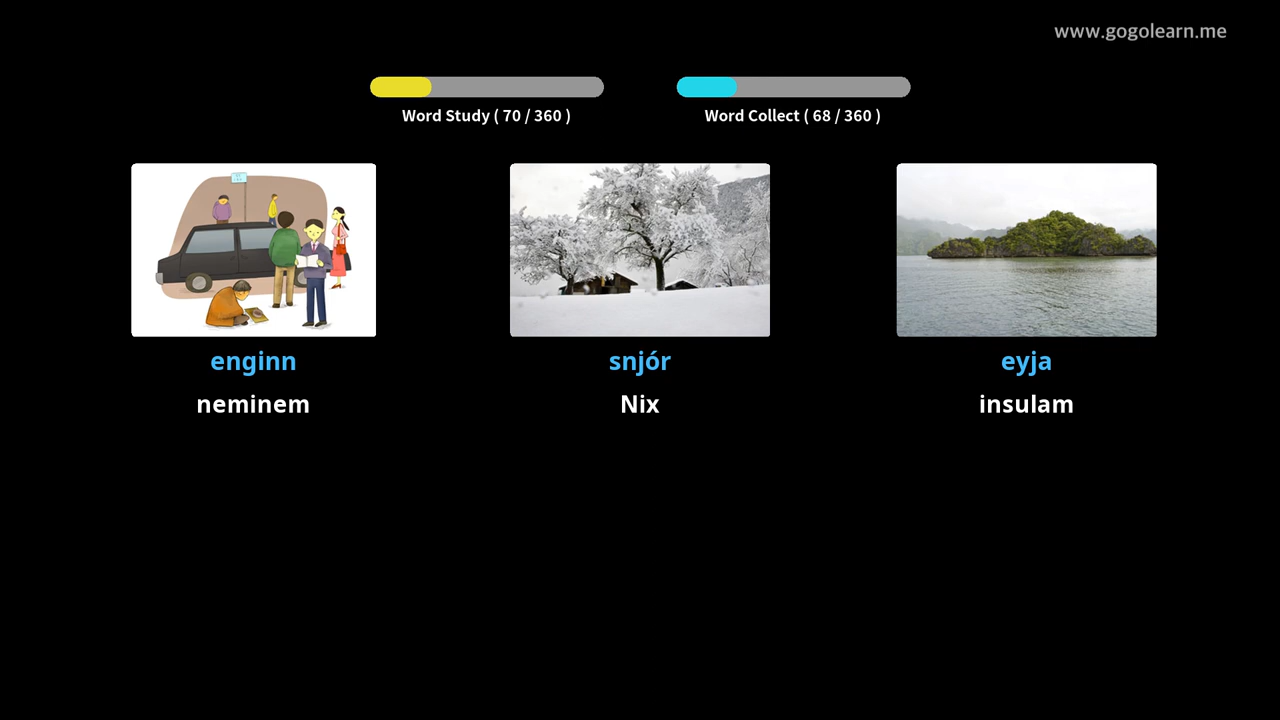 www.gogolearn.me
Word Study ( 70 / 360 )
Word Collect ( 68 / 360 )
enginn
neminem
snjór
Nix
eyja
insulam